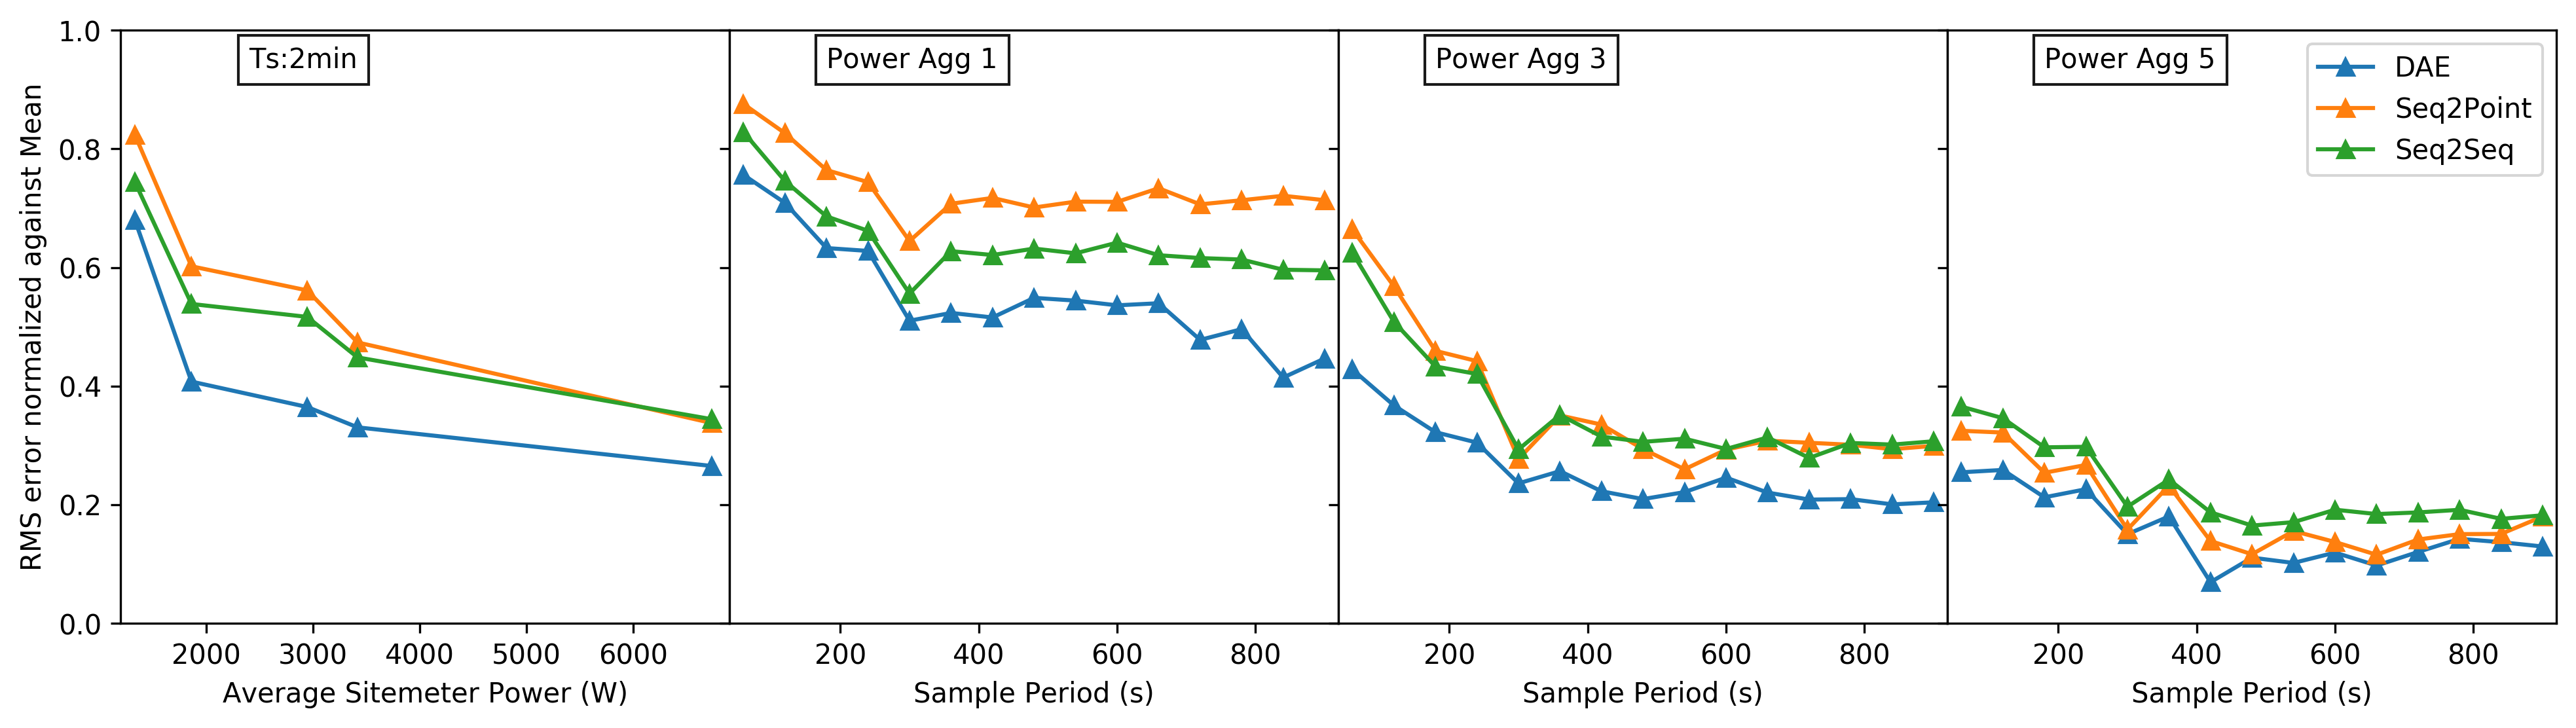 RMS error normalized against Mean
1.0
0.8
0.6
0.4
0.2
0.0
Ts:2min
2000 3000 4000 5000 6000
Average Sitemeter Power (W)
Power Agg 1
200 400 600 800
Sample Period (s)
Power Agg 3
200 400 600 800
Sample Period (s)
Power Agg 5
DAE
Seq2Point
Seq2Seq
200 400 600 800
Sample Period (s)